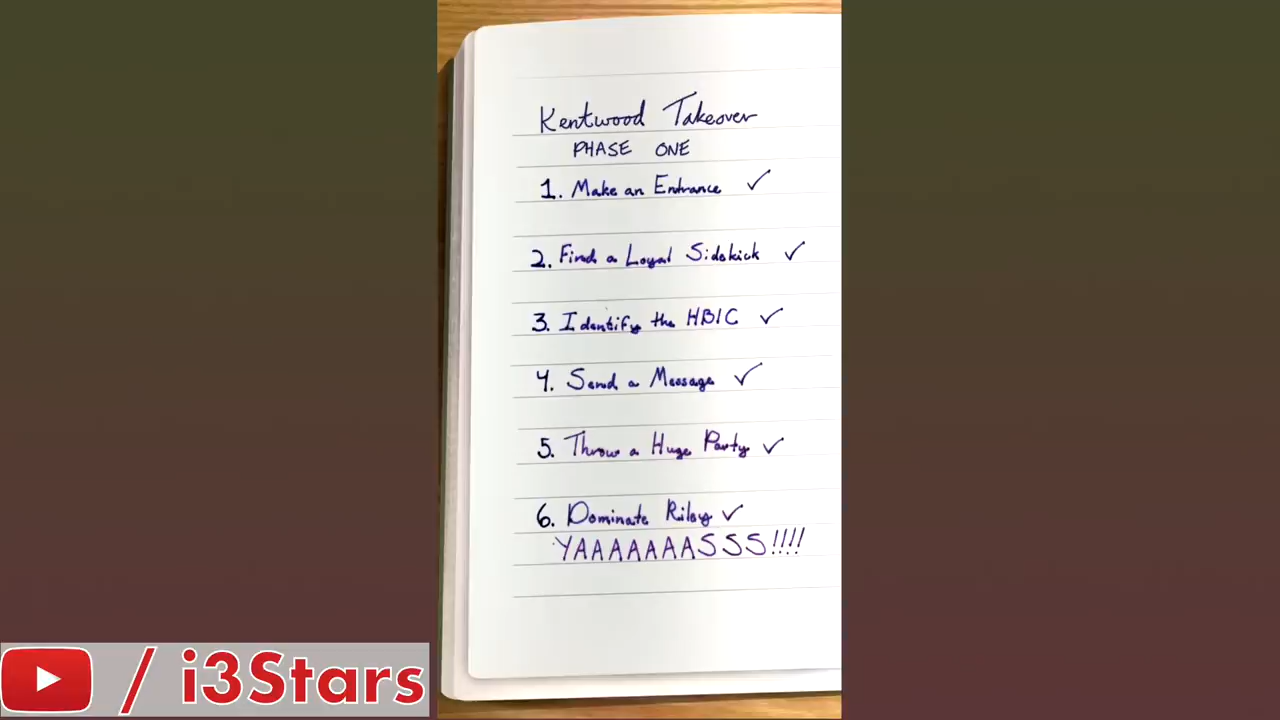 Kentwood Takeover
PHASE ONE
1. Make an Entrance ✓
2. Find a Loyal Sidekick ✓
3. Identify the HBIC ✓
4. Send a Message ✓
5. Throw a Huge Party ✓
6. Dominate Riley ✓
YAAAAAAASSS!!!!
/ i3Stars